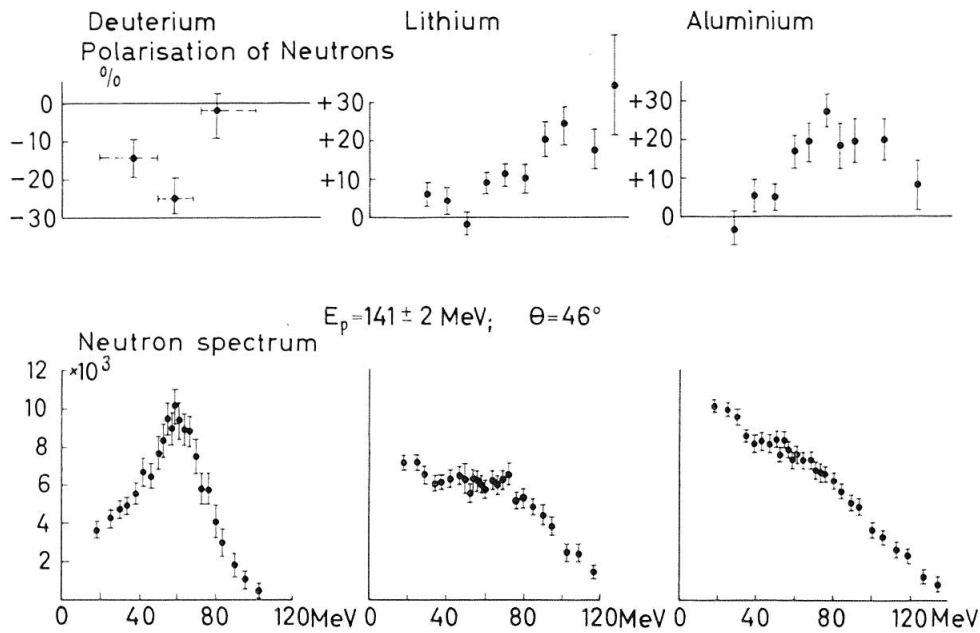 Deuterium Lithium Aluminium
Polarisation of Neutrons
%
0 -10 -20 -30
+30 +20 +10 0
+30 +20 +10 0
E_p=141 ± 2 MeV; Θ=46°
Neutron spectrum
×10³
12
10
8
6
4
2
0 40 80 120MeV 0 40 80 120MeV 0 40 80 120 MeV